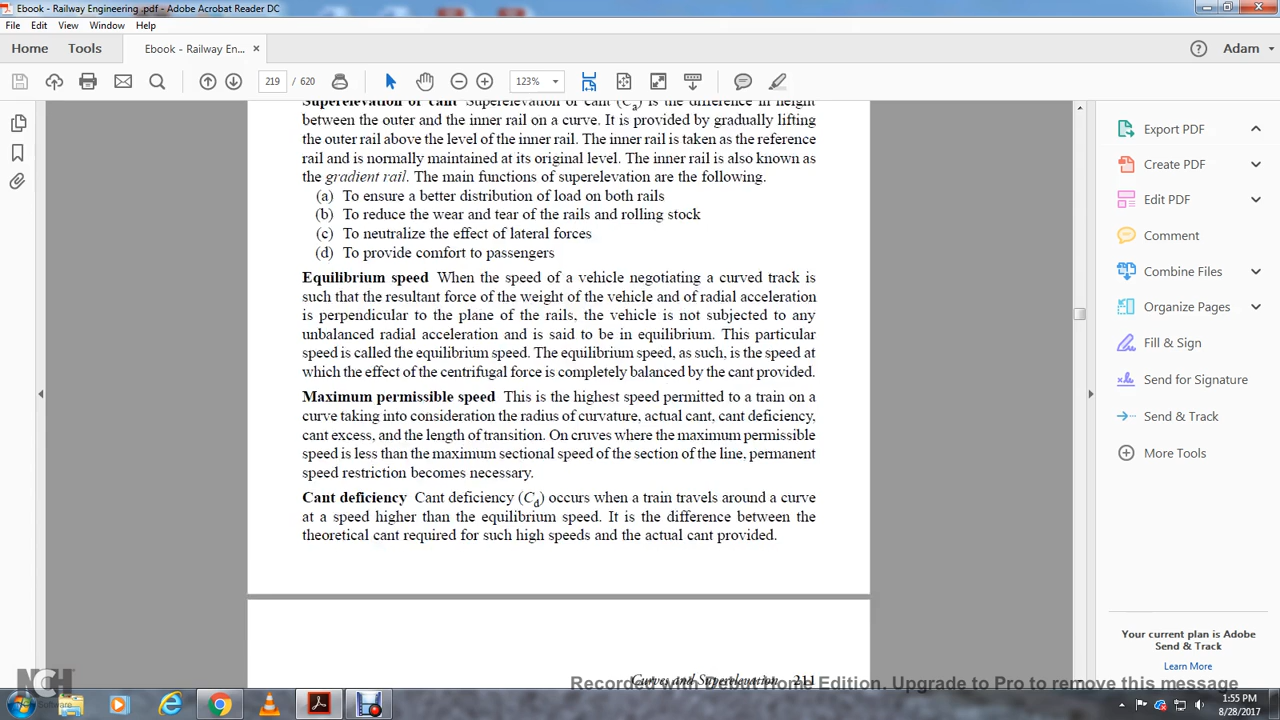 Ebook - Railway Engineering .pdf - Adobe Acrobat Reader DC
File Edit View Window Help
Home Tools Ebook - Railway En... × Adam
219 / 620 123%
Superelevation or cant Superelevation or cant (Ca) is the difference in height
between the outer and the inner rail on a curve. It is provided by gradually lifting
the outer rail above the level of the inner rail. The inner rail is taken as the reference
rail and is normally maintained at its original level. The inner rail is also known as
the gradient rail. The main functions of superelevation are the following.
(a) To ensure a better distribution of load on both rails
(b) To reduce the wear and tear of the rails and rolling stock
(c) To neutralize the effect of lateral forces
(d) To provide comfort to passengers
Equilibrium speed When the speed of a vehicle negotiating a curved track is
such that the resultant force of the weight of the vehicle and of radial acceleration
is perpendicular to the plane of the rails, the vehicle is not subjected to any
unbalanced radial acceleration and is said to be in equilibrium. This particular
speed is called the equilibrium speed. The equilibrium speed, as such, is the speed at
which the effect of the centrifugal force is completely balanced by the cant provided.
Maximum permissible speed This is the highest speed permitted to a train on a
curve taking into consideration the radius of curvature, actual cant, cant deficiency,
cant excess, and the length of transition. On cruves where the maximum permissible
speed is less than the maximum sectional speed of the section of the line, permanent
speed restriction becomes necessary.
Cant deficiency Cant deficiency (Cd) occurs when a train travels around a curve
at a speed higher than the equilibrium speed. It is the difference between the
theoretical cant required for such high speeds and the actual cant provided.
Curves and Superelevation 211
Export PDF
Create PDF
Edit PDF
Comment
Combine Files
Organize Pages
Fill & Sign
Send for Signature
Send & Track
More Tools
Your current plan is Adobe
Send & Track
Learn More
NCH
Software
Recorded with Debut Home Edition. Upgrade to Pro to remove this message
1:55 PM
8/28/2017